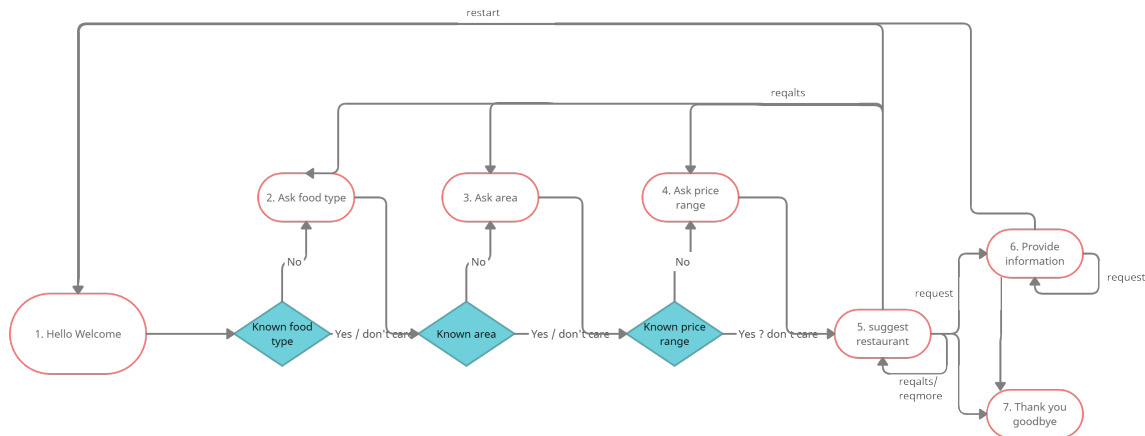 restart
reqalts
2. Ask food type
3. Ask area
4. Ask price
range
6. Provide
information
No
No
No
request
request
1. Hello Welcome
Known food
type
Yes / don't care
Known area
Yes / don't care
Known price
range
Yes ? don't care
5. suggest
restaurant
reqalts/
reqmore
7. Thank you
goodbye